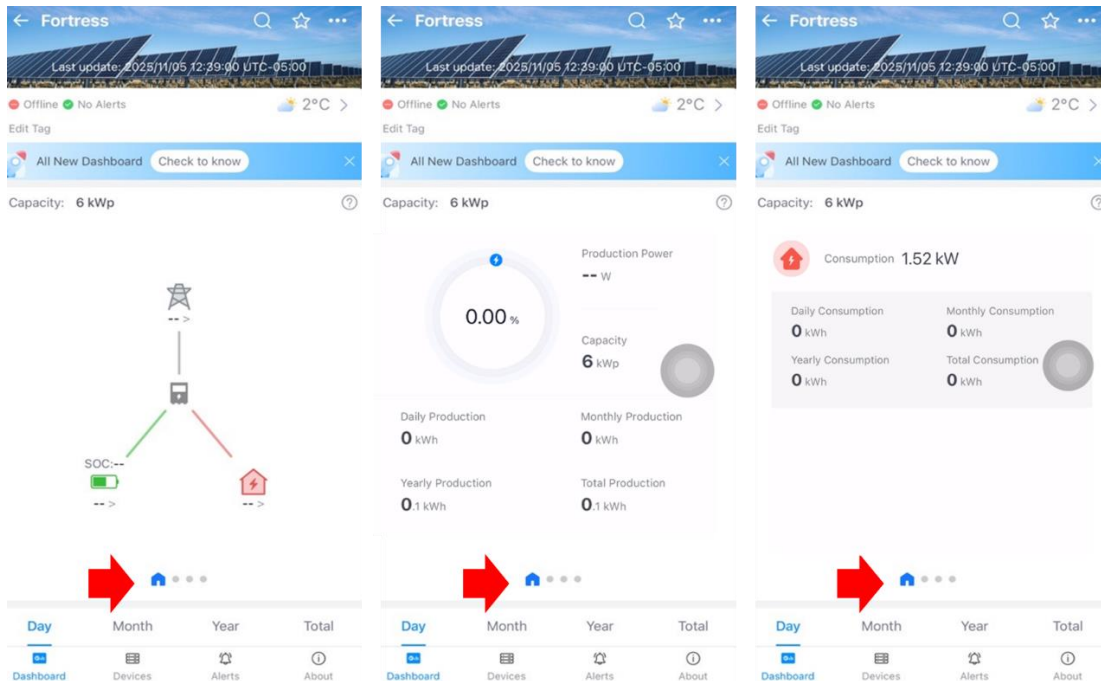 Fortress
Last update: 2025/11/05 12:39:00 UTC-05:00
Offline No Alerts 2°C >
Edit Tag
All New Dashboard Check to know
Capacity: 6 kWp
-- >
SOC:--
-- >
-- >
Day Month Year Total
Dashboard Devices Alerts About
Fortress
Last update: 2025/11/05 12:39:00 UTC-05:00
Offline No Alerts 2°C >
Edit Tag
All New Dashboard Check to know
Capacity: 6 kWp
Production Power
-- W
0.00 %
Capacity
6 kWp
Daily Production Monthly Production
0 kWh 0 kWh
Yearly Production Total Production
0.1 kWh 0.1 kWh
Day Month Year Total
Dashboard Devices Alerts About
Fortress
Last update: 2025/11/05 12:39:00 UTC-05:00
Offline No Alerts 2°C >
Edit Tag
All New Dashboard Check to know
Capacity: 6 kWp
Consumption 1.52 kW
Daily Consumption Monthly Consumption
0 kWh 0 kWh
Yearly Consumption Total Consumption
0 kWh 0 kWh
Day Month Year Total
Dashboard Devices Alerts About